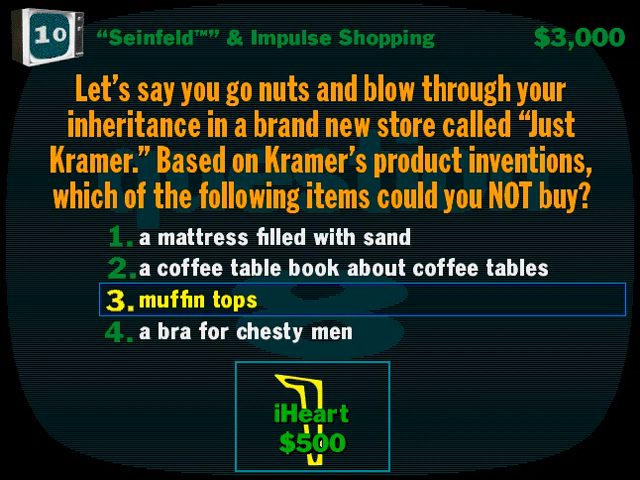 10
“Seinfeld™” & Impulse Shopping
$3,000
Let’s say you go nuts and blow through your
inheritance in a brand new store called “Just
Kramer.” Based on Kramer’s product inventions,
which of the following items could you NOT buy?
1. a mattress filled with sand
2. a coffee table book about coffee tables
3. muffin tops
4. a bra for chesty men
1
iHeart
$500